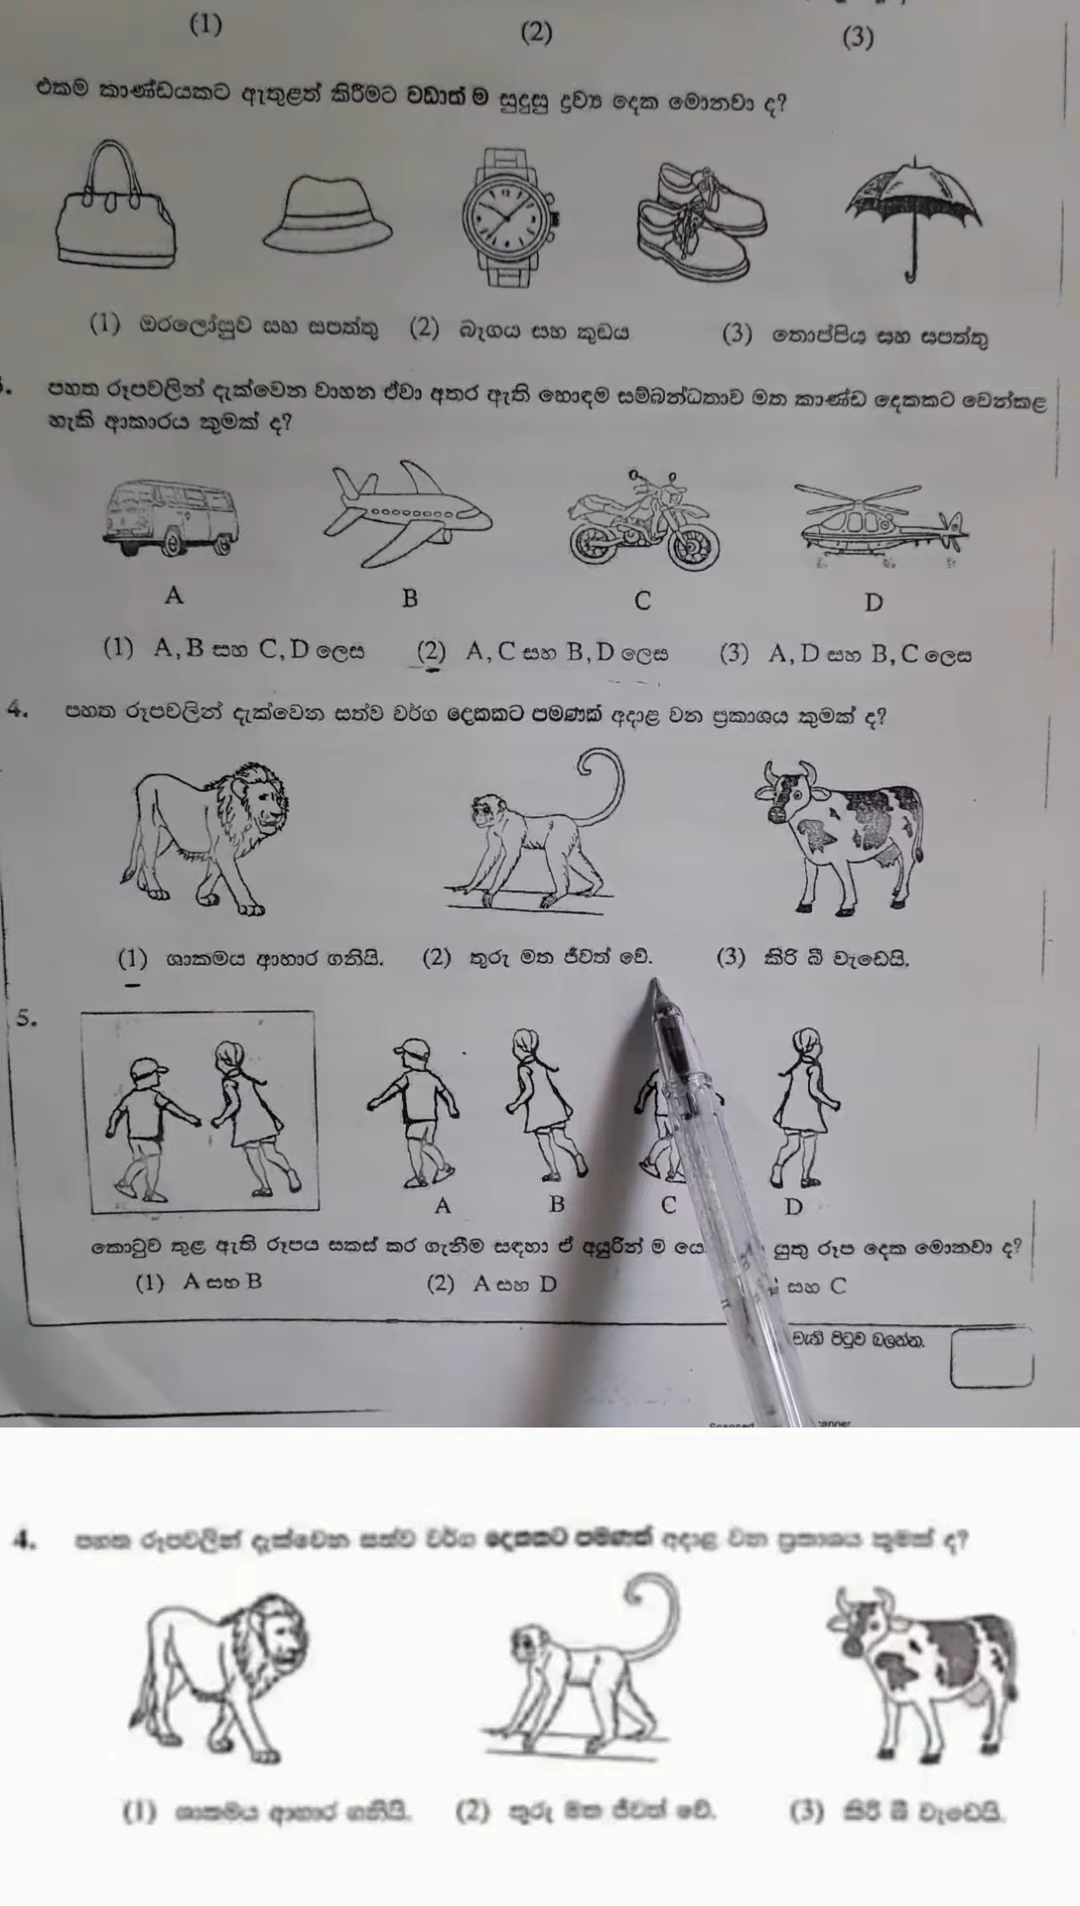 (1) (2) (3)
එකම කාණ්ඩයකට ඇතුළත් කිරීමට වඩාත් ම සුදුසු ද්‍රව්‍ය දෙක මොනවා ද?
(1) ඔරලෝසුව සහ සපත්තු (2) බෑගය සහ කුඩය (3) තොප්පිය සහ සපත්තු
පහත රූපවලින් දැක්වෙන වාහන ඒවා අතර ඇති හොඳම සම්බන්ධතාව මත කාණ්ඩ දෙකකට වෙන්කළ
හැකි ආකාරය කුමක් ද?
A B C D
(1) A, B සහ C, D ලෙස (2) A, C සහ B, D ලෙස (3) A, D සහ B, C ලෙස
4. පහත රූපවලින් දැක්වෙන සත්ව වර්ග දෙකකට පමණක් අදාළ වන ප්‍රකාශය කුමක් ද?
(1) ශාකමය ආහාර ගනියි. (2) තුරු මත ජීවත් වේ. (3) කිරි බී වැඩෙයි.
5.
A B C D
කොටුව තුළ ඇති රූපය සකස් කර ගැනීම සඳහා ඒ අයුරින් ම යුතු රූප දෙක මොනවා ද?
(1) A සහ B (2) A සහ D සහ C
පිටුව බලන්න.
4. පහත රූපවලින් දැක්වෙන සත්ව වර්ග දෙකකට පමණක් අදාළ වන ප්‍රකාශය කුමක් ද?
(1) ශාකමය ආහාර ගනියි. (2) තුරු මත ජීවත් වේ. (3) කිරි බී වැඩෙයි.